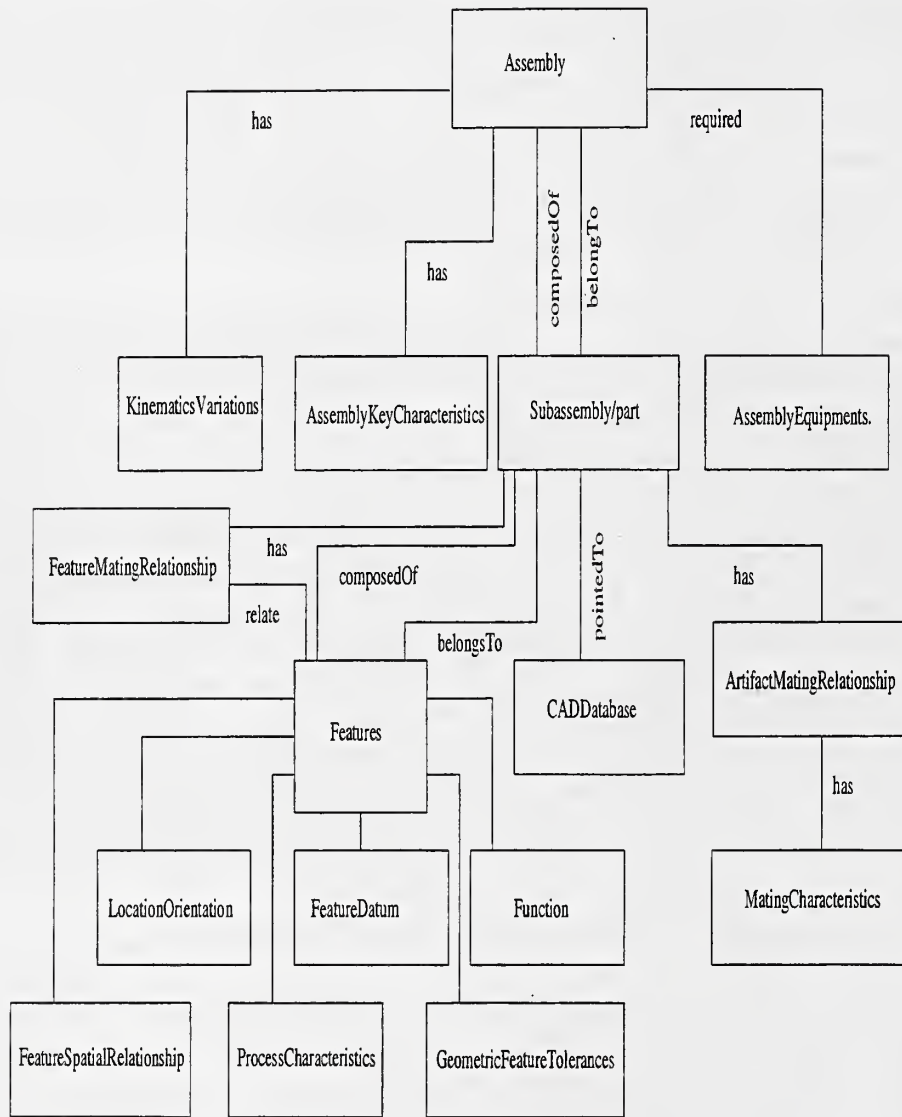 Assembly
has
required
composedOf
belongTo
has
KinematicsVariations
AssemblyKeyCharacteristics
Subassembly/part
AssemblyEquipments.
FeatureMatingRelationship
has
composedOf
pointedTo
has
relate
belongsTo
ArtifactMatingRelationship
CADDatabase
Features
has
LocationOrientation
FeatureDatum
Function
MatingCharacteristics
FeatureSpatialRelationship
ProcessCharacteristics
GeometricFeatureTolerances